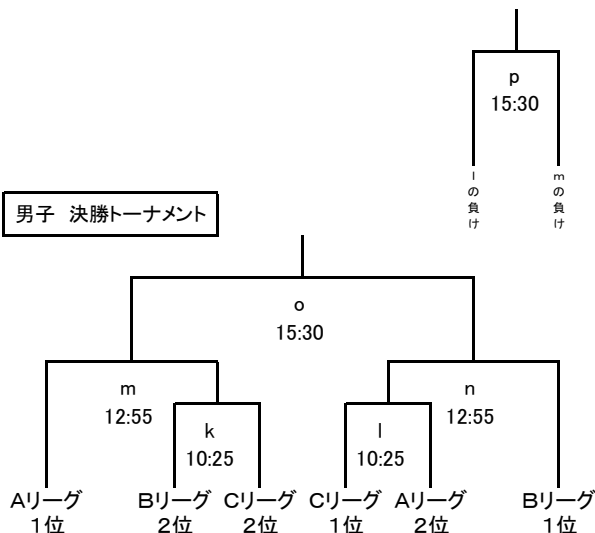 p
15:30
lの負け
mの負け
男子 決勝トーナメント
o
15:30
m
12:55
n
12:55
k
10:25
l
10:25
Aリーグ
1位
Bリーグ
2位
Cリーグ
2位
Cリーグ
1位
Aリーグ
2位
Bリーグ
1位